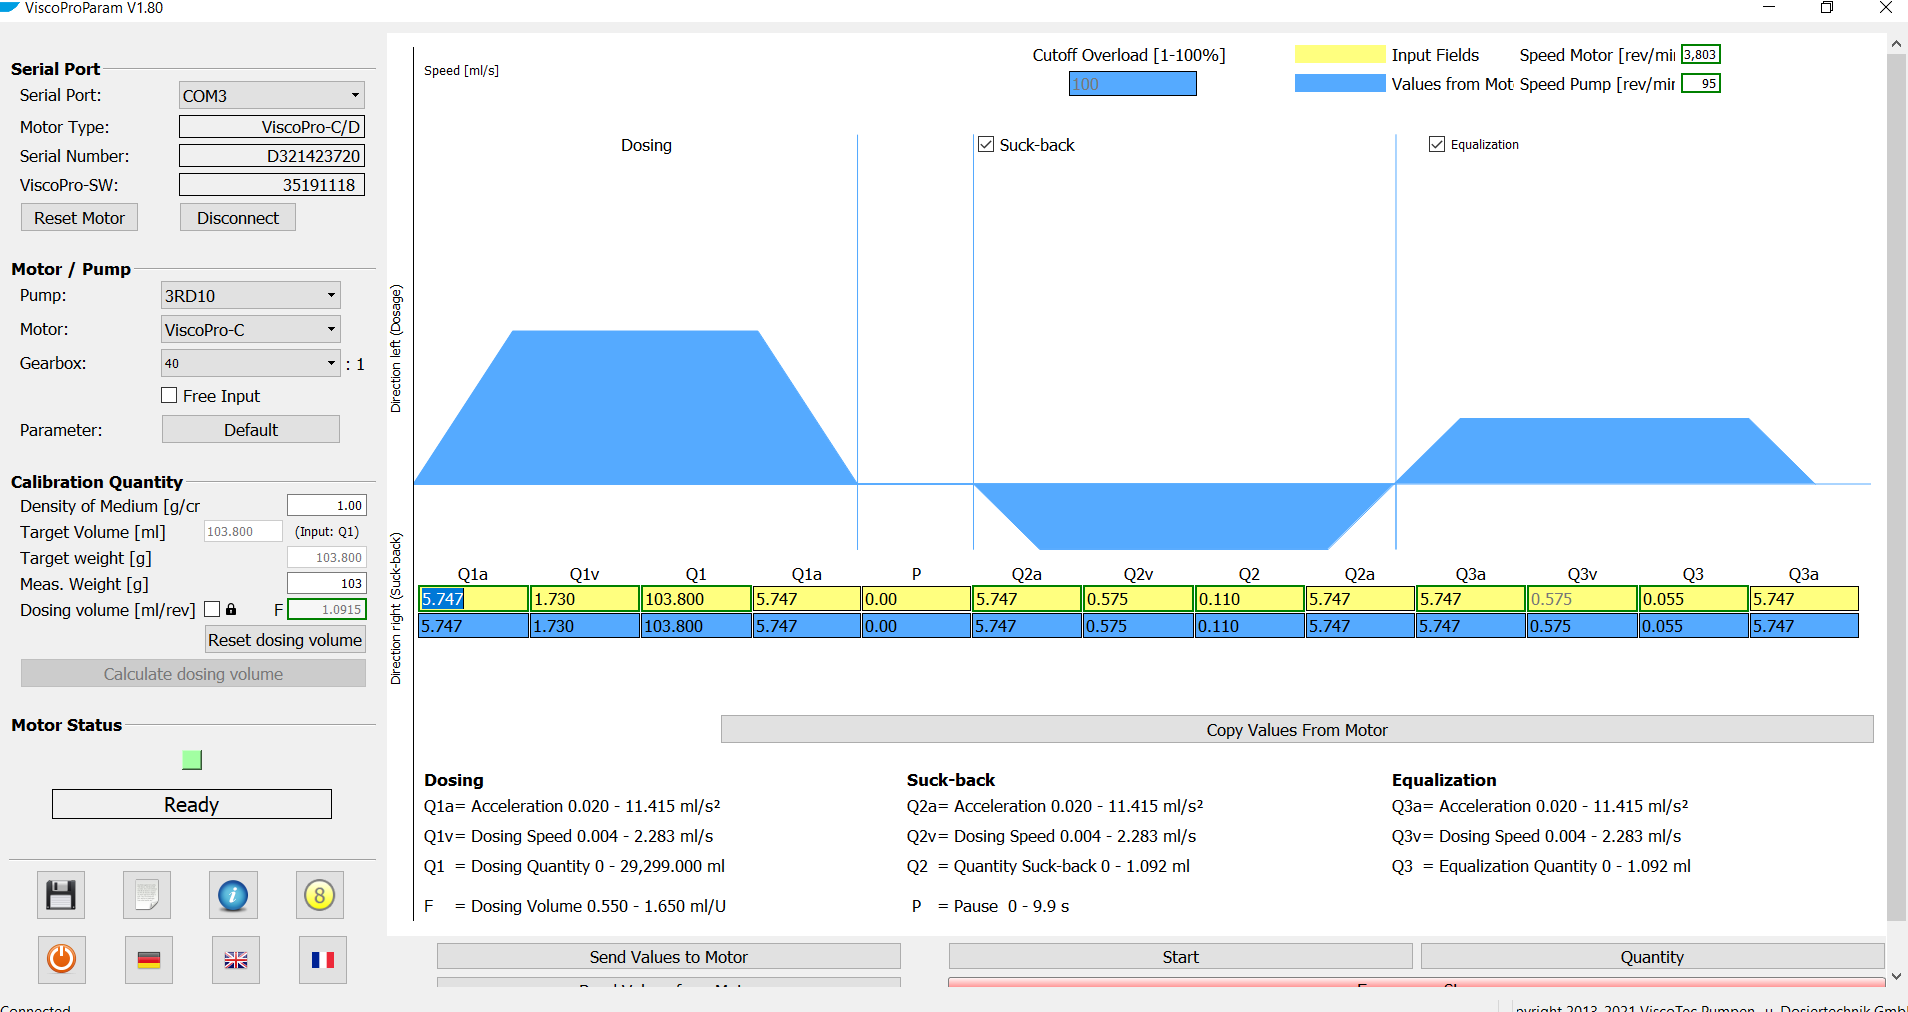 ViscoProParam V1.80
Serial Port
Serial Port:
COM3
Motor Type:
ViscoPro-C/D
Serial Number:
D321423720
ViscoPro-SW:
35191118
Reset Motor
Disconnect
Motor / Pump
Pump:
3RD10
Motor:
ViscoPro-C
Gearbox:
40
: 1
Free Input
Parameter:
Default
Calibration Quantity
Density of Medium [g/cr
1.00
Target Volume [ml]
103.800
(Input: Q1)
Target weight [g]
103.800
Meas. Weight [g]
103
Dosing volume [ml/rev]
F
1.0915
Reset dosing volume
Calculate dosing volume
Motor Status
Ready
8
Connected
Speed [ml/s]
Cutoff Overload [1-100%]
100
Input Fields
Values from Mot
Speed Motor [rev/mir
3,803
Speed Pump [rev/mir
95
Direction left (Dosage)
Direction right (Suck-back)
Dosing
Suck-back
Equalization
Q1a Q1v Q1 Q1a P Q2a Q2v Q2 Q2a Q3a Q3v Q3 Q3a
5.747 1.730 103.800 5.747 0.00 5.747 0.575 0.110 5.747 5.747 0.575 0.055 5.747
5.747 1.730 103.800 5.747 0.00 5.747 0.575 0.110 5.747 5.747 0.575 0.055 5.747
Copy Values From Motor
Dosing
Q1a= Acceleration 0.020 - 11.415 ml/s²
Q1v= Dosing Speed 0.004 - 2.283 ml/s
Q1 = Dosing Quantity 0 - 29,299.000 ml
F = Dosing Volume 0.550 - 1.650 ml/U
Suck-back
Q2a= Acceleration 0.020 - 11.415 ml/s²
Q2v= Dosing Speed 0.004 - 2.283 ml/s
Q2 = Quantity Suck-back 0 - 1.092 ml
P = Pause 0 - 9.9 s
Equalization
Q3a= Acceleration 0.020 - 11.415 ml/s²
Q3v= Dosing Speed 0.004 - 2.283 ml/s
Q3 = Equalization Quantity 0 - 1.092 ml
Send Values to Motor
Start
Quantity
pyright 2013-2021 ViscoTec Pumpen- u. Dosiertechnik Gmb